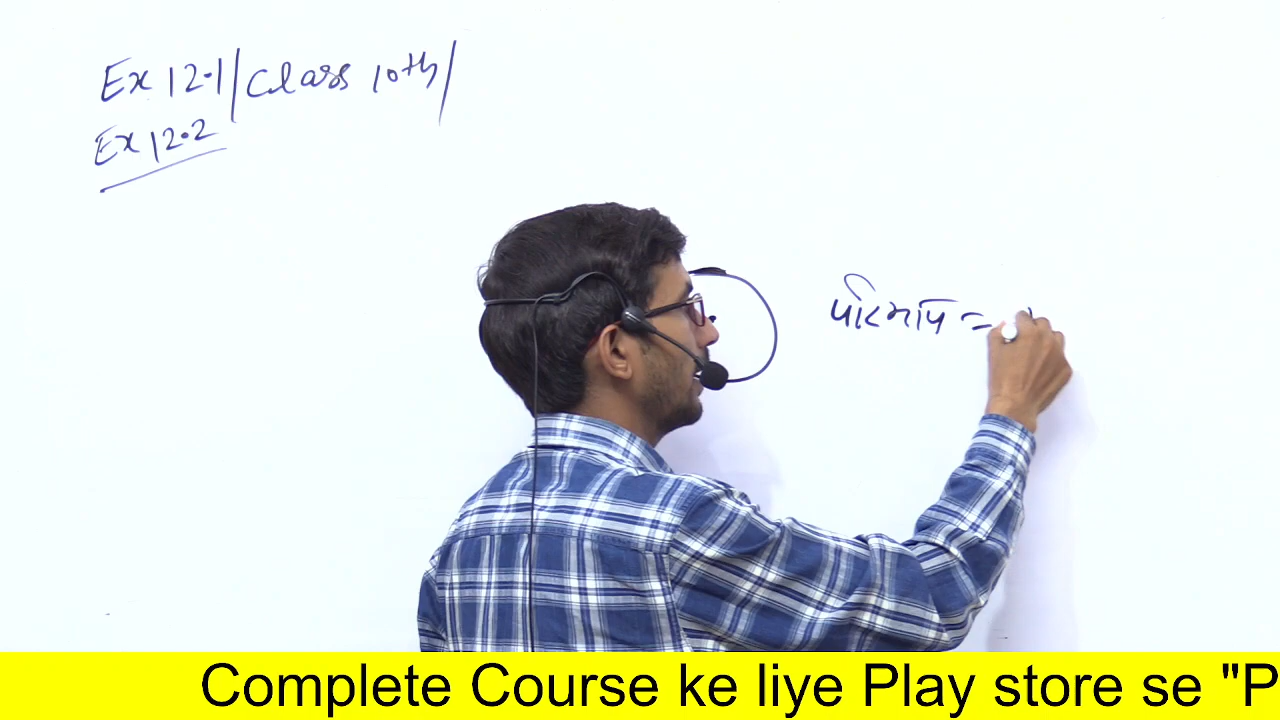 Ex 12.1/Class 10th/
Ex 12.2
परिमाप =
Complete Course ke liye Play store se "P